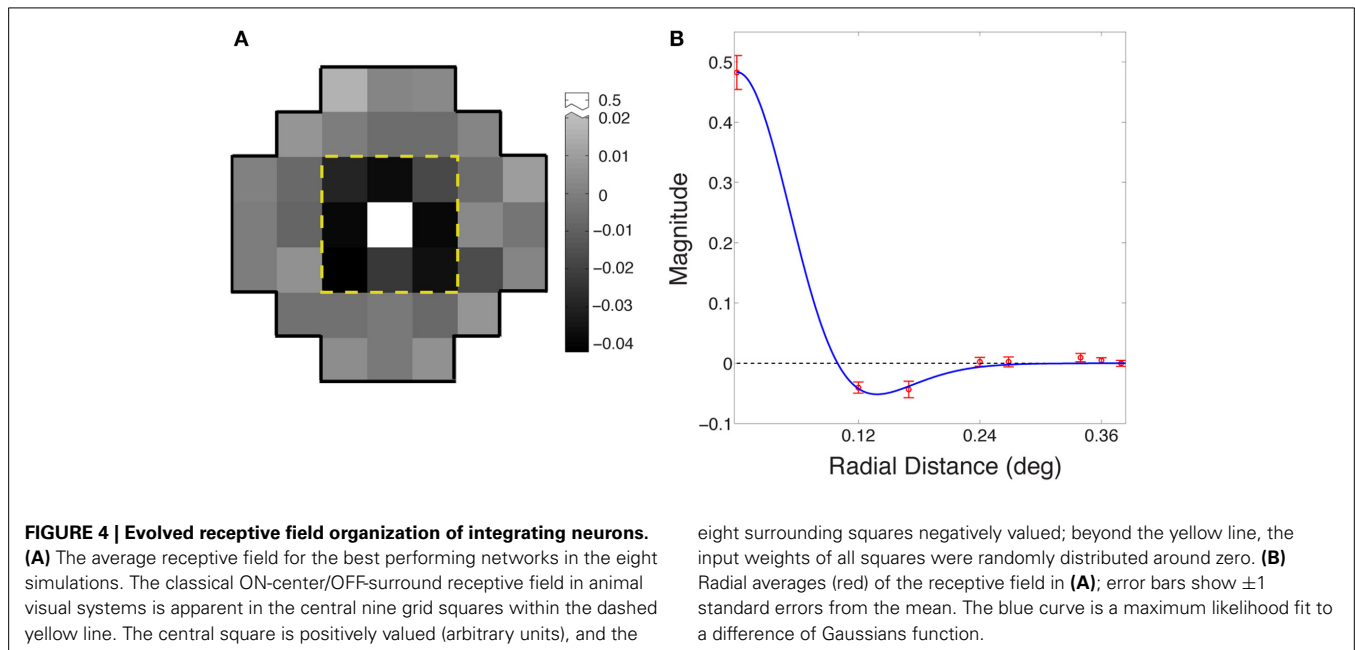 A
0.5
0.02
0.01
0
−0.01
−0.02
−0.03
−0.04
B
0.5
0.4
0.3
0.2
0.1
0
−0.1
Magnitude
0.12
0.24
0.36
Radial Distance (deg)
FIGURE 4 | Evolved receptive field organization of integrating neurons.
(A) The average receptive field for the best performing networks in the eight
simulations. The classical ON-center/OFF-surround receptive field in animal
visual systems is apparent in the central nine grid squares within the dashed
yellow line. The central square is positively valued (arbitrary units), and the
eight surrounding squares negatively valued; beyond the yellow line, the
input weights of all squares were randomly distributed around zero. (B)
Radial averages (red) of the receptive field in (A); error bars show ±1
standard errors from the mean. The blue curve is a maximum likelihood fit to
a difference of Gaussians function.